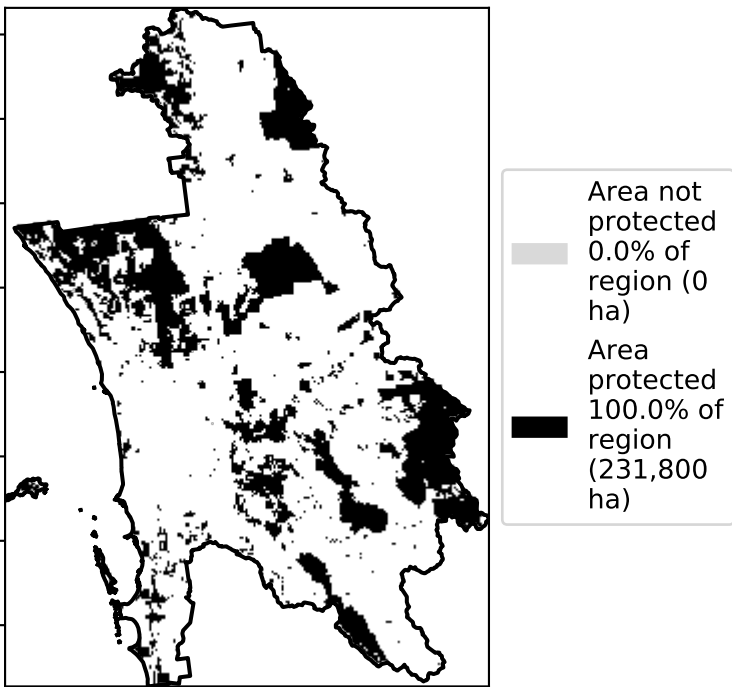 Area not
protected
0.0% of
region (0
ha)
Area
protected
100.0% of
region
(231,800
ha)